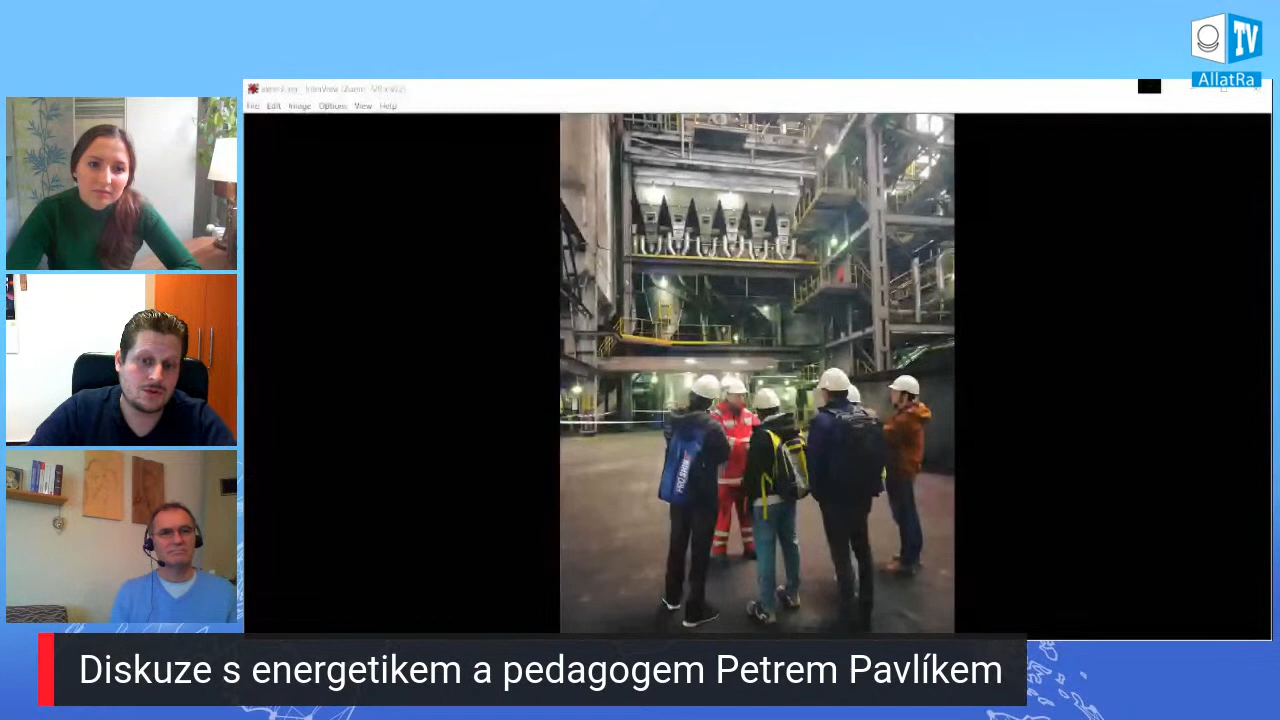 TV
AllatRa
File Edit Image Options View Help
Diskuze s energetikem a pedagogem Petrem Pavlíkem